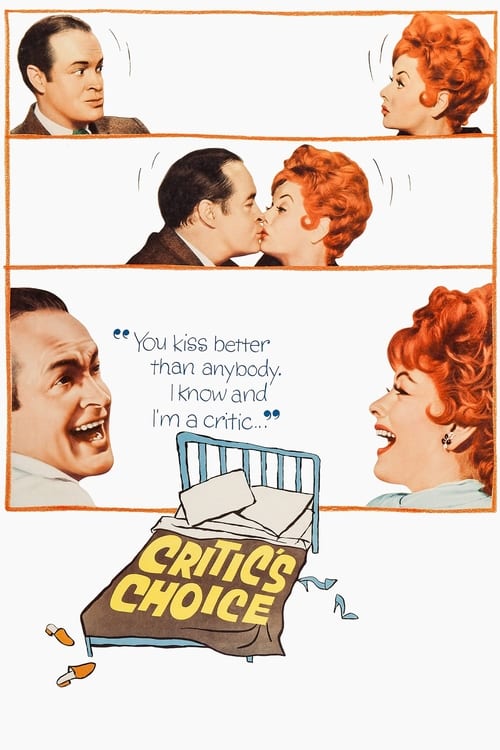 “You kiss better
than anybody.
I know and
I'm a critic...”
CRITIC'S
CHOICE